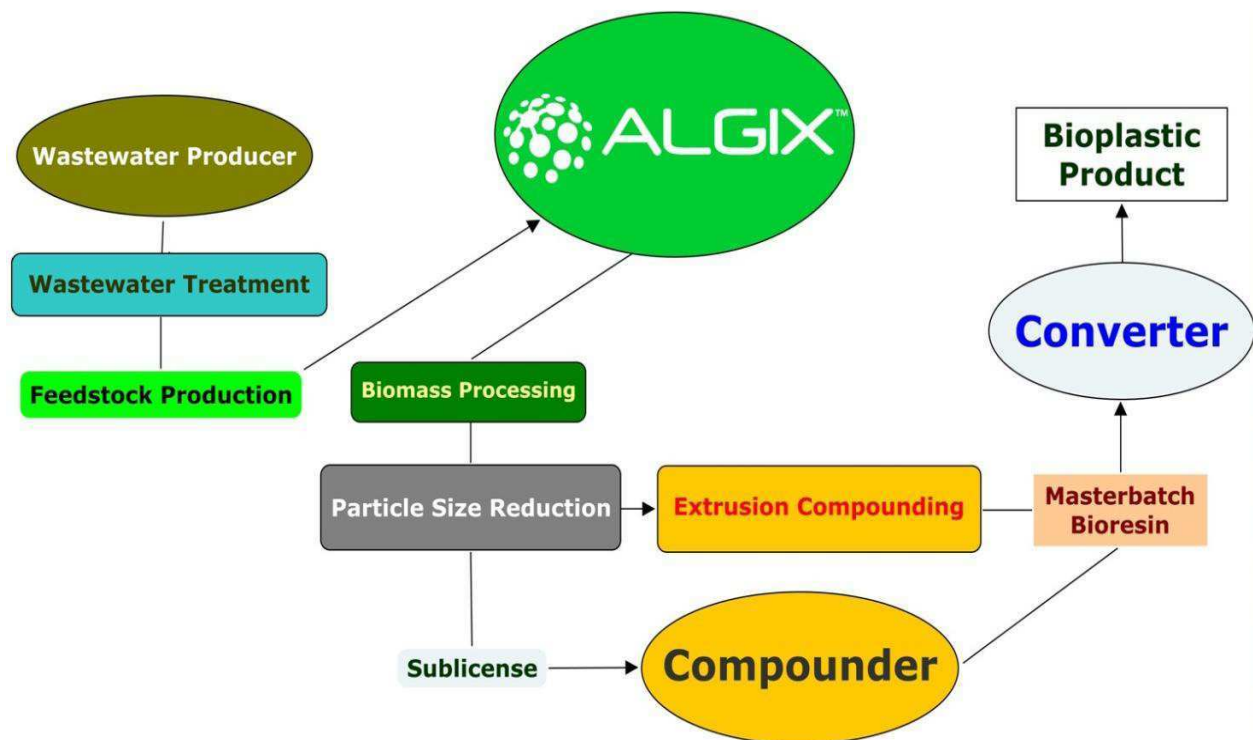 Wastewater Producer
Wastewater Treatment
Feedstock Production
ALGIX™
Biomass Processing
Particle Size Reduction
Extrusion Compounding
Sublicense
Compounder
Masterbatch
Bioresin
Converter
Bioplastic
Product